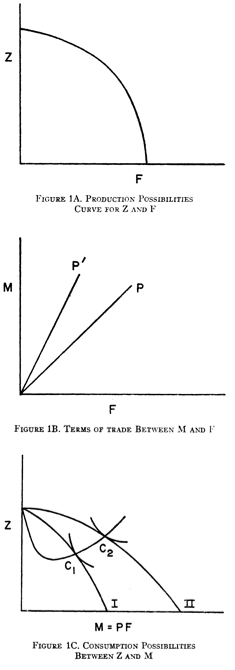 Z
F
FIGURE 1A. PRODUCTION POSSIBILITIES
CURVE FOR Z AND F
P′
M
P
F
FIGURE 1B. TERMS OF TRADE BETWEEN M AND F
Z
C₂
C₁
I
II
M = PF
FIGURE 1C. CONSUMPTION POSSIBILITIES
BETWEEN Z AND M